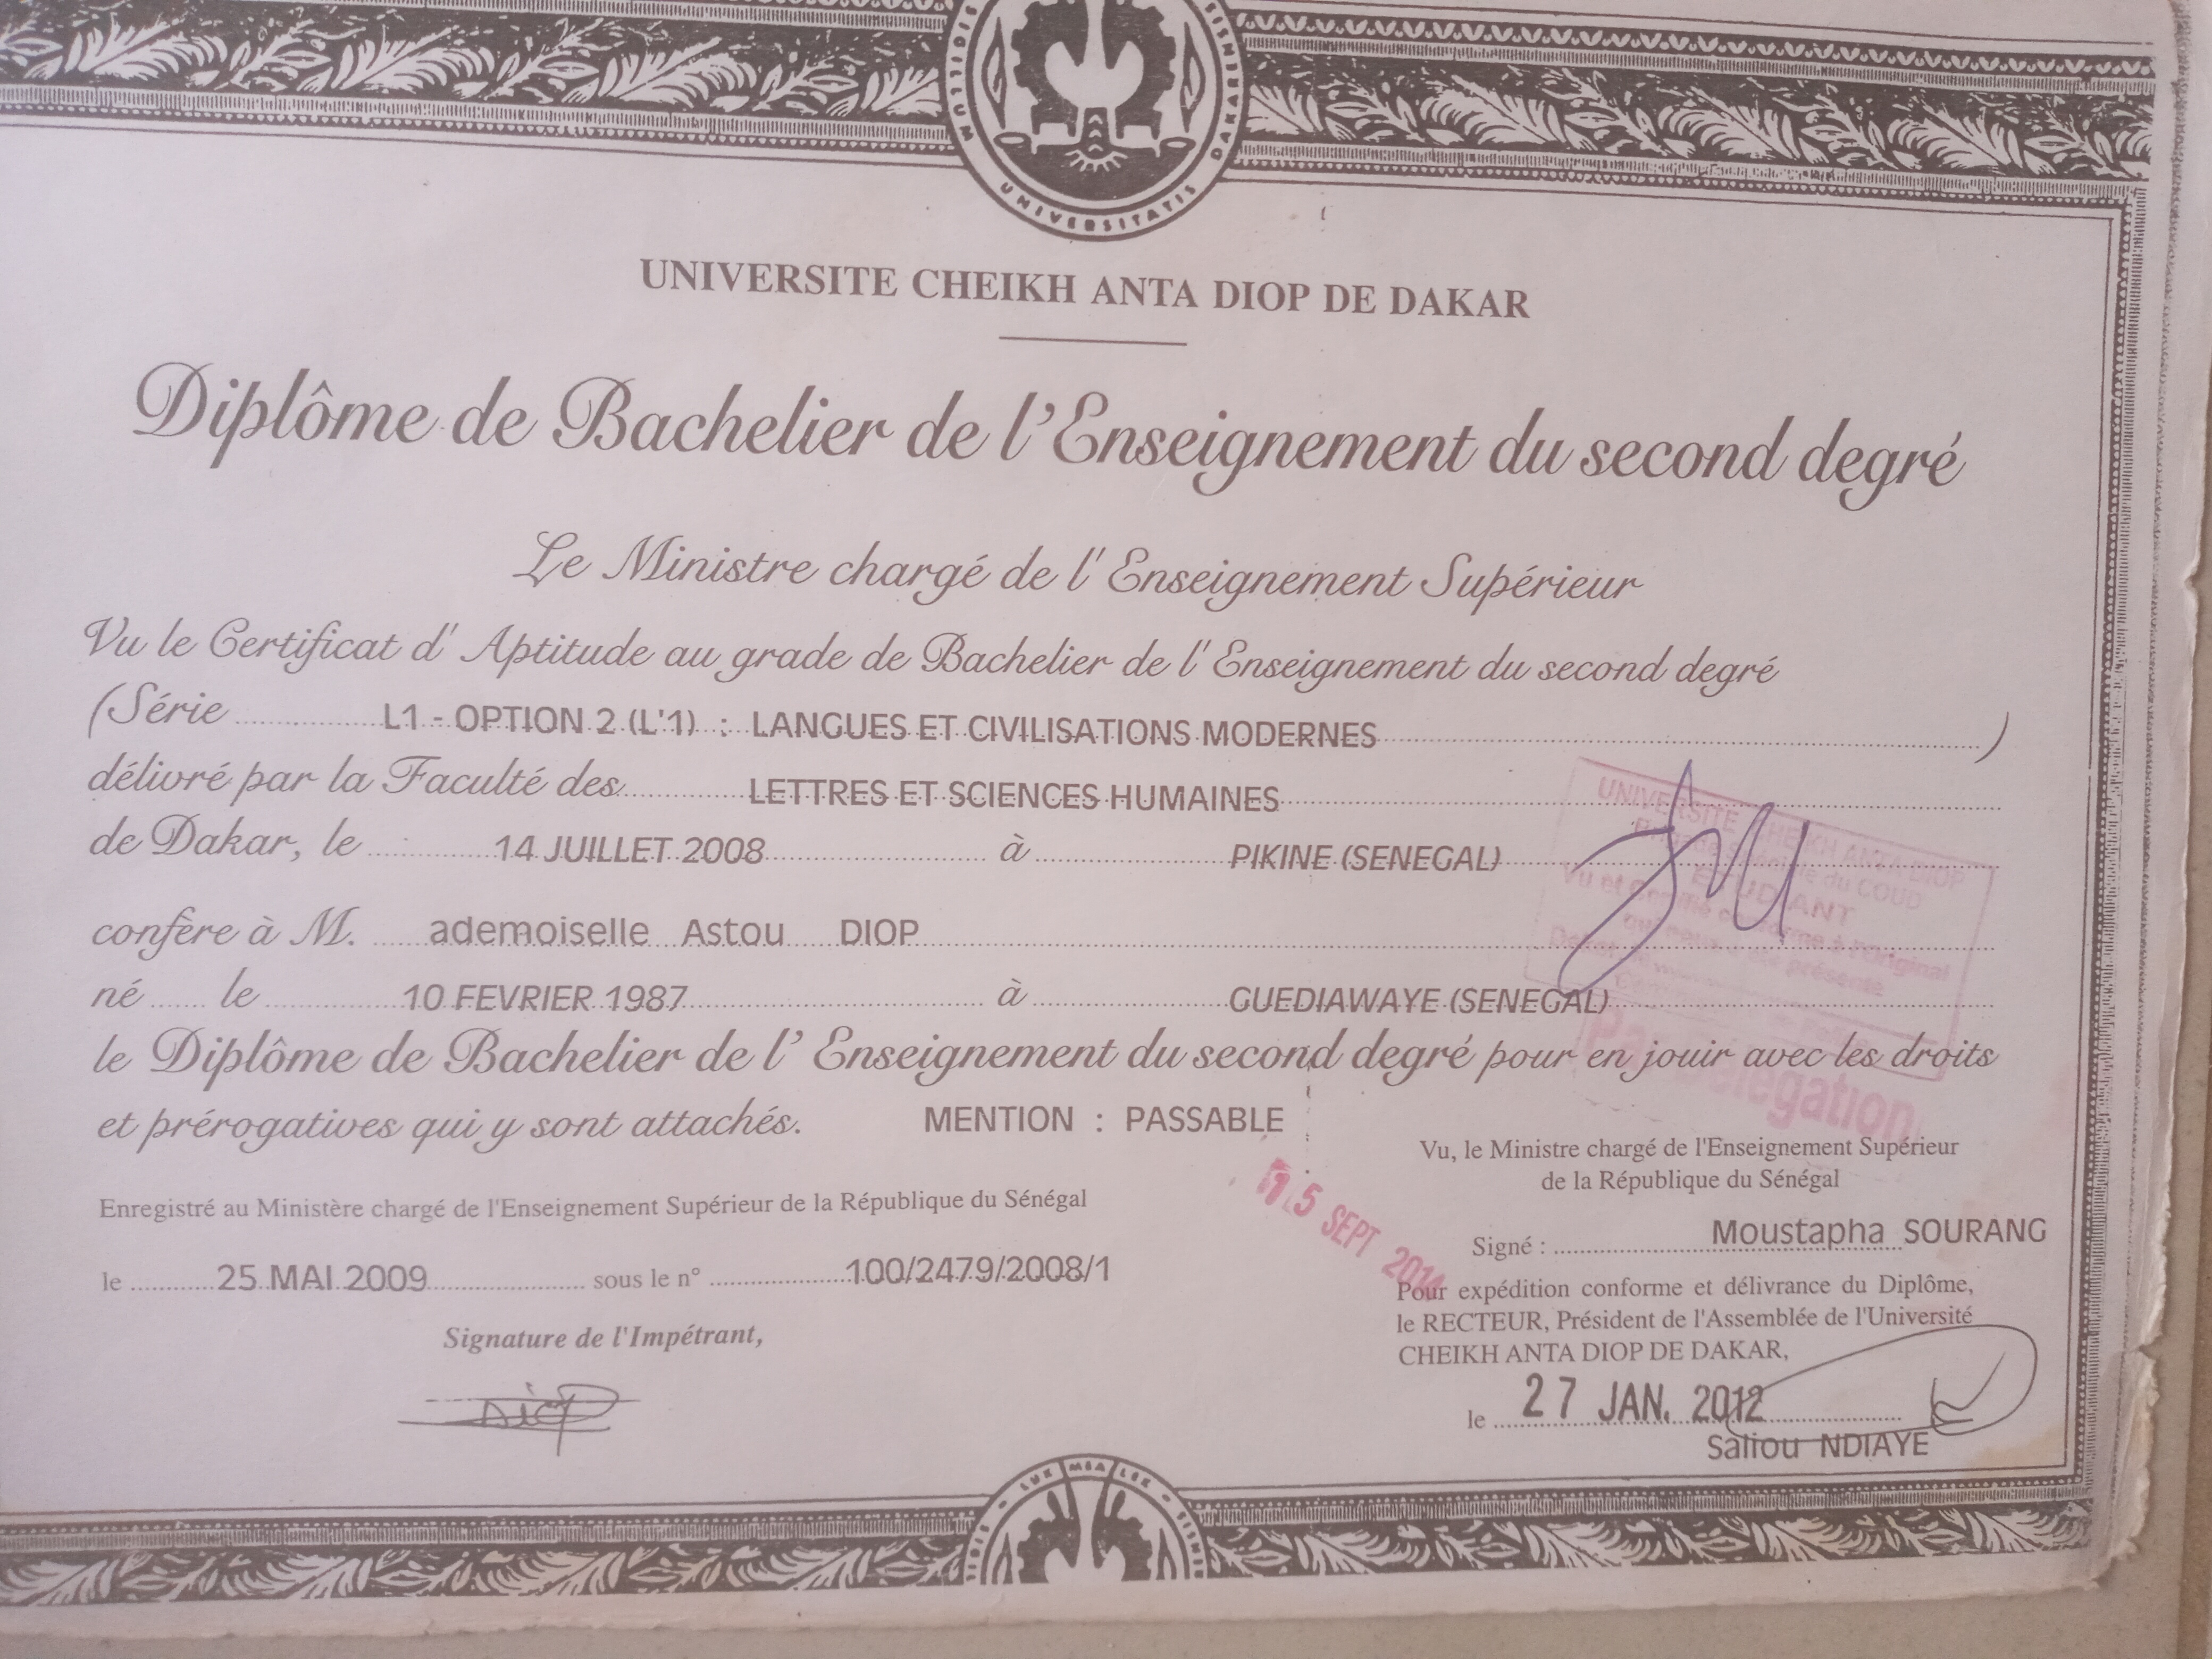 SIGILLUM UNIVERSITATIS DAKARENSIS
UNIVERSITE CHEIKH ANTA DIOP DE DAKAR
Diplôme de Bachelier de l'Enseignement du second degré
Le Ministre chargé de l'Enseignement Supérieur
Vu le Certificat d'Aptitude au grade de Bachelier de l'Enseignement du second degré
(Série L1 - OPTION 2 (L'1) : LANGUES ET CIVILISATIONS MODERNES )
délivré par la Faculté des LETTRES ET SCIENCES HUMAINES
de Dakar, le 14 JUILLET 2008 à PIKINE (SENEGAL)
confère à M. ademoiselle Astou DIOP
né le 10 FEVRIER 1987 à GUEDIAWAYE (SENEGAL)
le Diplôme de Bachelier de l'Enseignement du second degré pour en jouir avec les droits
et prérogatives qui y sont attachés. MENTION : PASSABLE
UNIVERSITE CHEIKH ANTA DIOP
du COUD
ETUDIANT
Vu et Certifié conforme à l'Original
présenté
Par Délégation
15 SEPT 2014
Enregistré au Ministère chargé de l'Enseignement Supérieur de la République du Sénégal
le 25 MAI 2009 sous le n° 100/2479/2008/1
Signature de l'Impétrant,
Diop
Vu, le Ministre chargé de l'Enseignement Supérieur
de la République du Sénégal
Signé : Moustapha SOURANG
Pour expédition conforme et délivrance du Diplôme,
le RECTEUR, Président de l'Assemblée de l'Université
CHEIKH ANTA DIOP DE DAKAR,
le 27 JAN. 2012
Saliou NDIAYE
LUX MEA LEX